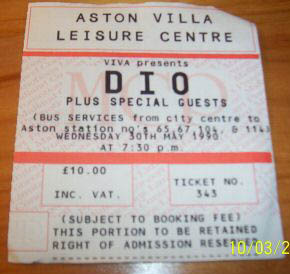 ASTON VILLA
LEISURE CENTRE
VIVA presents
DIO
PLUS SPECIAL GUESTS
(BUS SERVICES from city centre to
Aston station no's 65,67,104, & 114)
WEDNESDAY 30TH MAY 1990
AT 7:30 p.m.
£10.00
INC. VAT.
TICKET NO.
343
(SUBJECT TO BOOKING FEE)
THIS PORTION TO BE RETAINED
RIGHT OF ADMISSION RESE
10/03/2